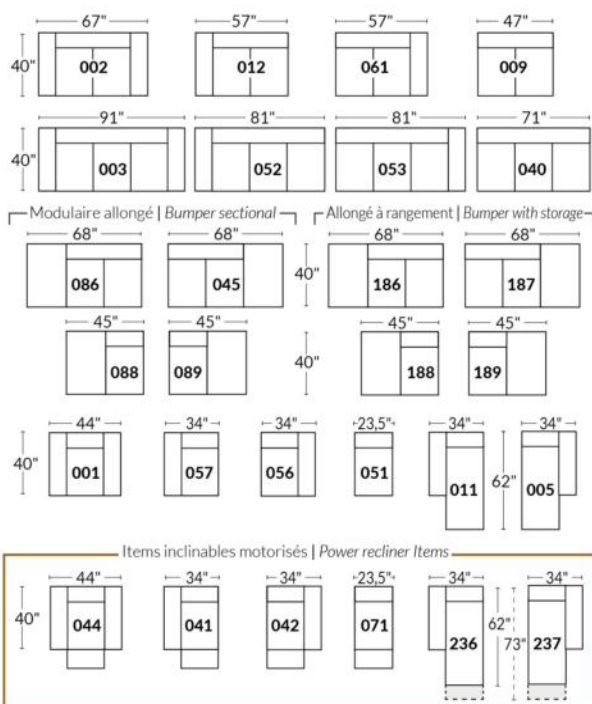 67" 57" 57" 47"
40" 002 012 061 009
91" 81" 81" 71"
40" 003 052 053 040
Modulaire allongé | Bumper sectional Allongé à rangement | Bumper with storage
68" 68" 68" 68"
086 045 40" 186 187
45" 45" 45" 45"
088 089 40" 188 189
44" 34" 34" 23,5" 34" 34"
40" 001 057 056 051 011 62" 005
Items inclinables motorisés | Power recliner Items
44" 34" 34" 23,5" 34" 34"
40" 044 041 042 071 236 62" 73" 237